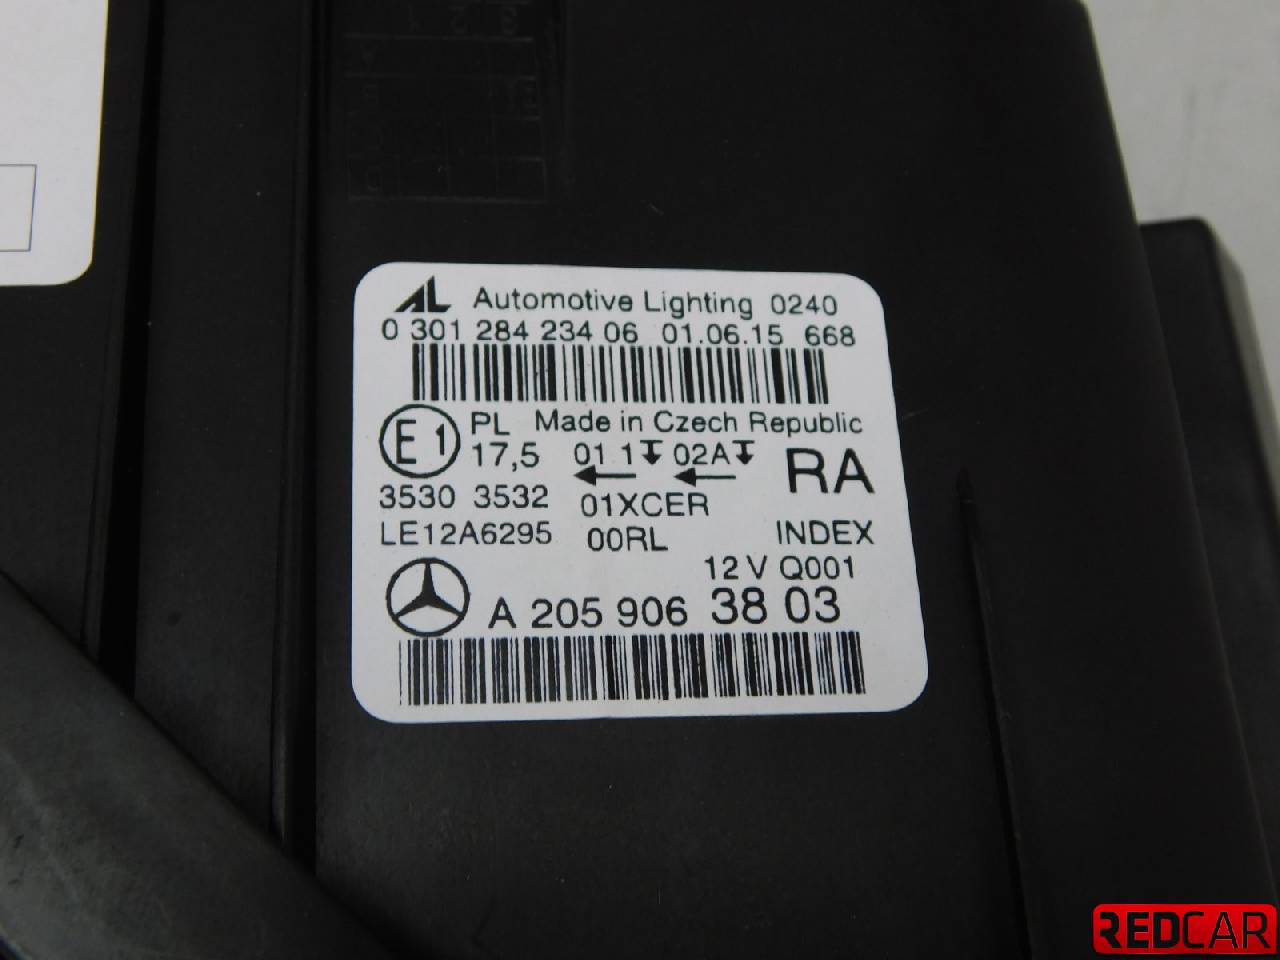 AL Automotive Lighting 0240
0 301 284 234 06 01.06.15 668
E1 PL Made in Czech Republic
17,5 01 1 02A RA
3530 3532 01XCER
LE12A6295 00RL INDEX
12 V Q001
A 205 906 38 03
REDCAR